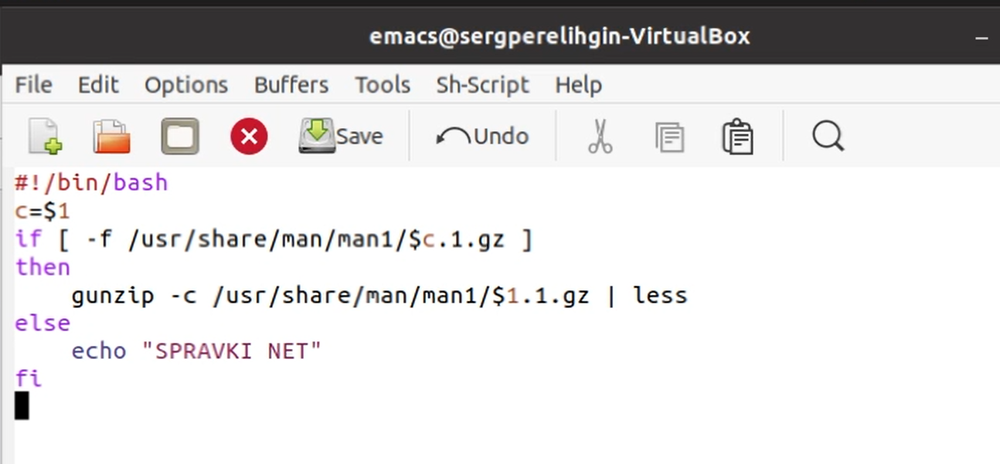 emacs@sergperelihgin-VirtualBox
File Edit Options Buffers Tools Sh-Script Help
Save Undo
#!/bin/bash
c=$1
if [ -f /usr/share/man/man1/$c.1.gz ]
then
    gunzip -c /usr/share/man/man1/$1.1.gz | less
else
    echo "SPRAVKI NET"
fi